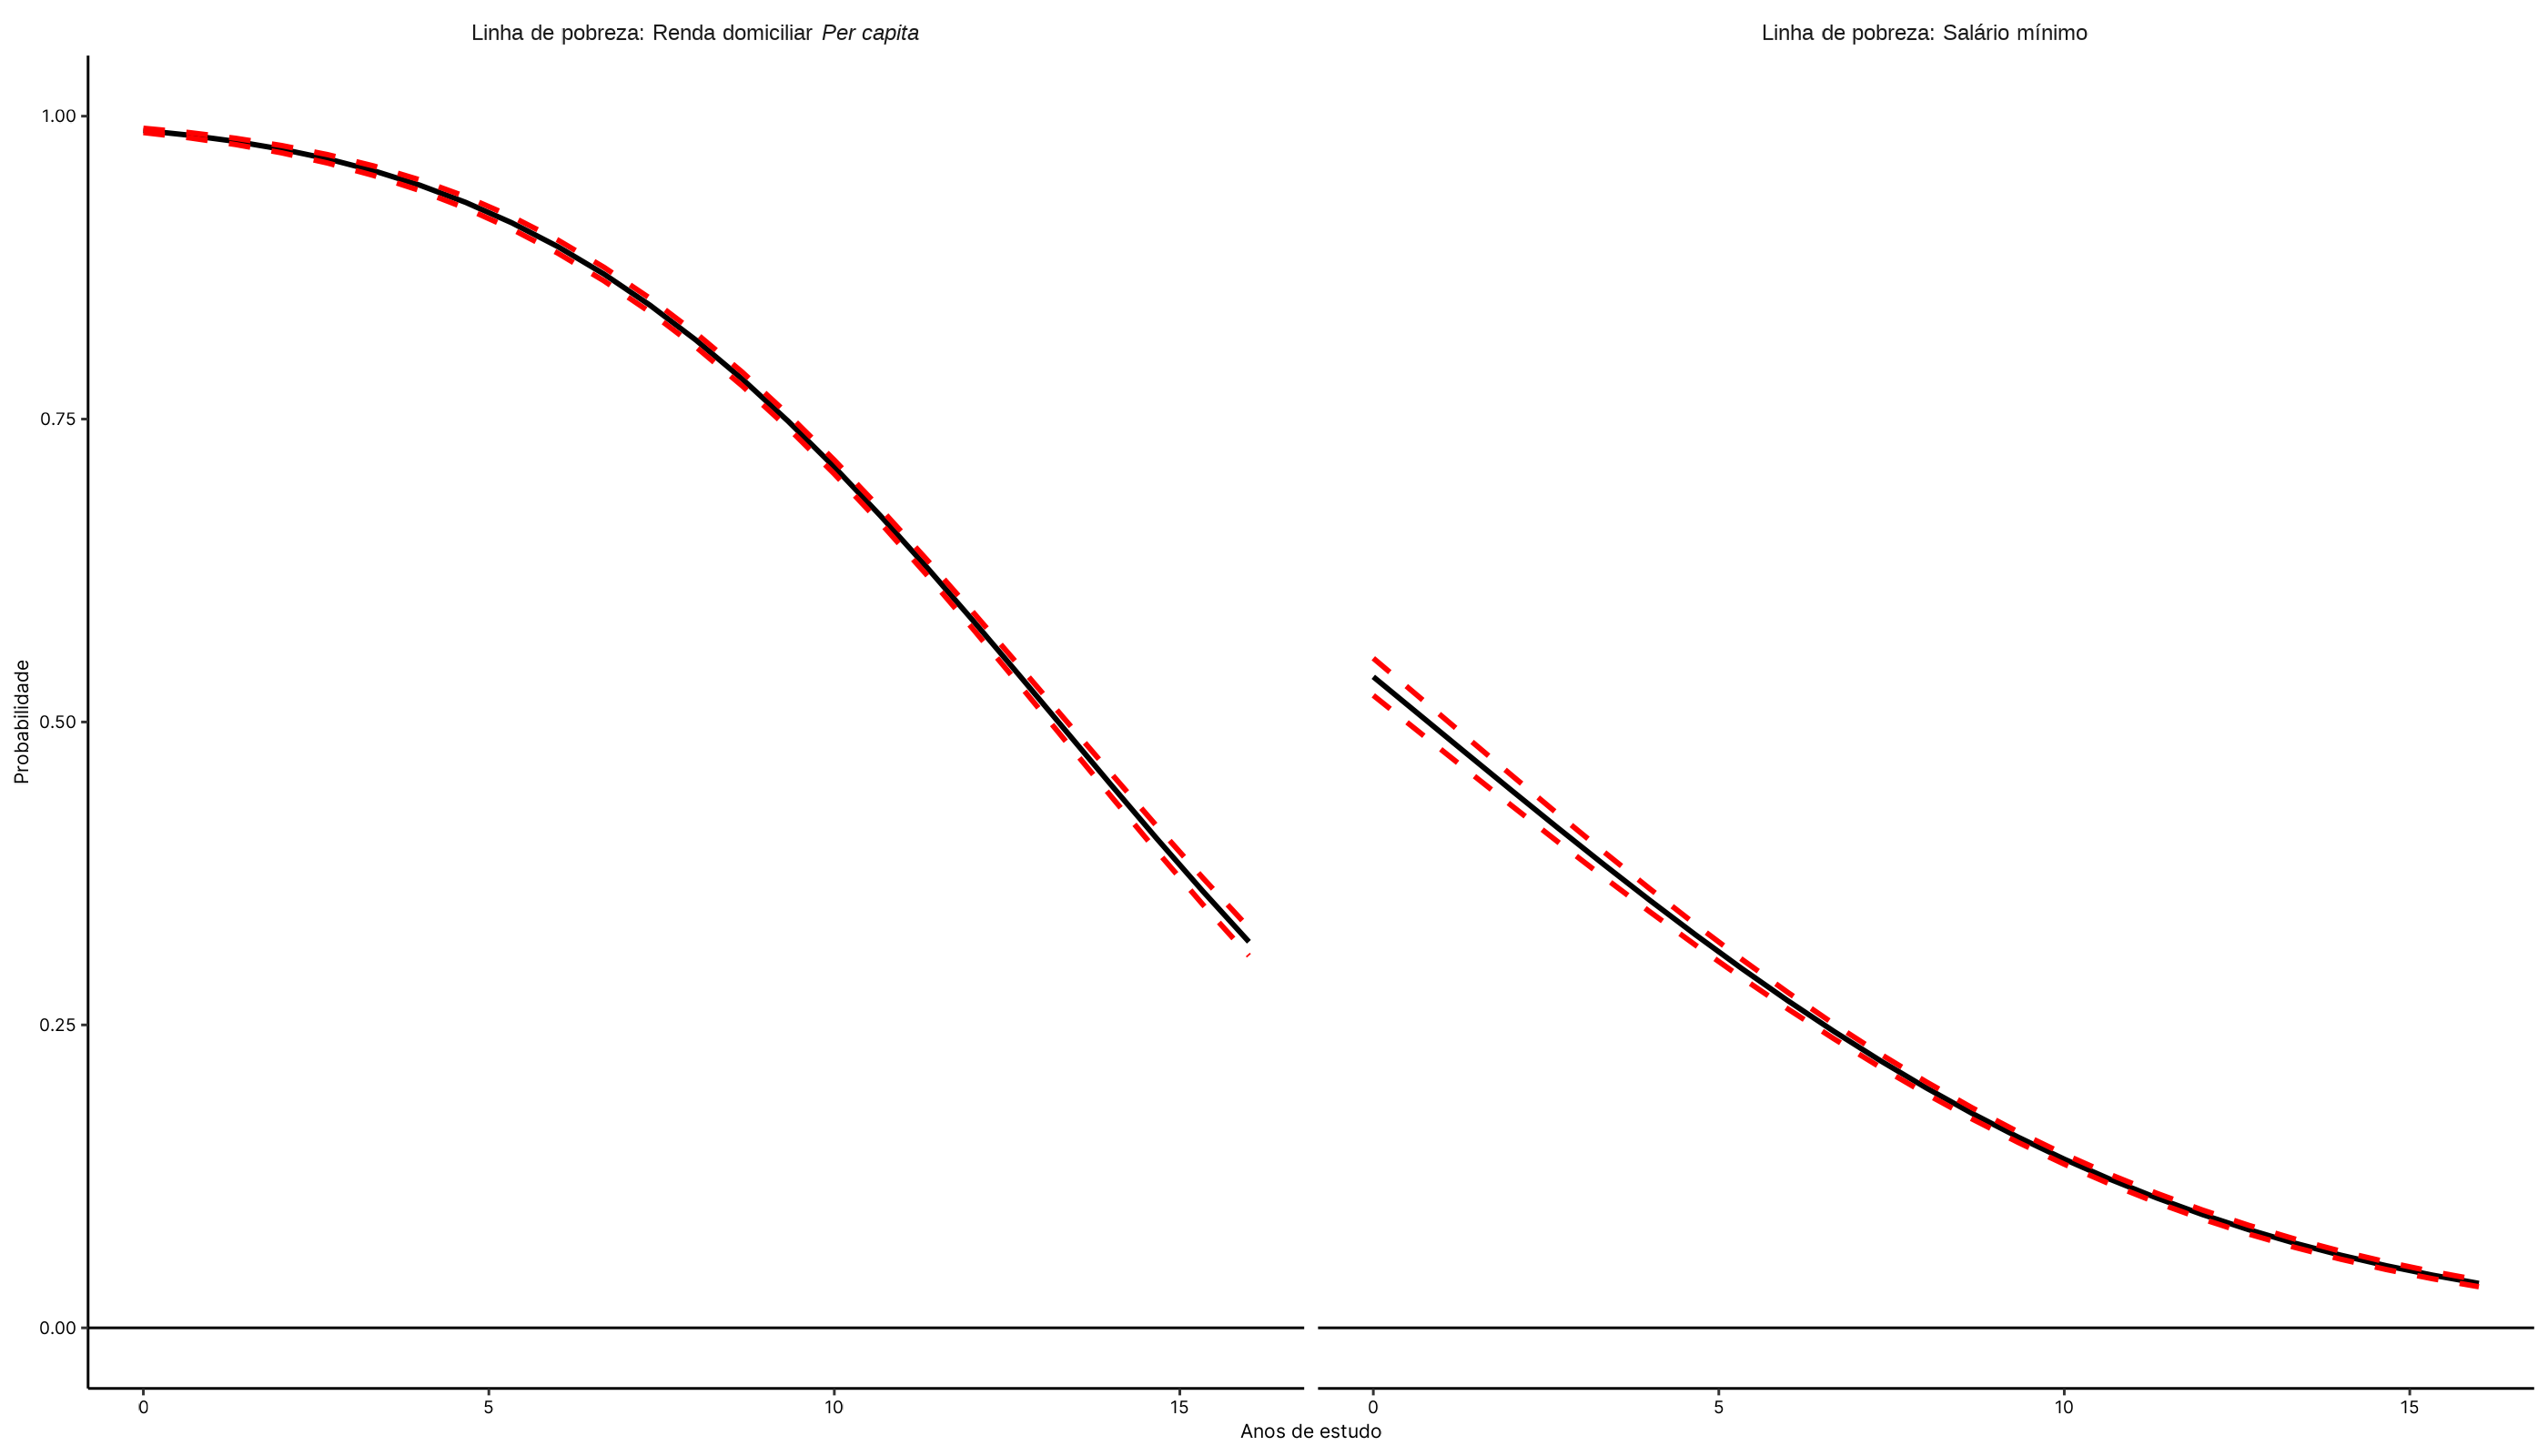 Linha de pobreza: Renda domiciliar Per capita
Linha de pobreza: Salário mínimo
Probabilidade
1.00
0.75
0.50
0.25
0.00
0 5 10 15
0 5 10 15
Anos de estudo